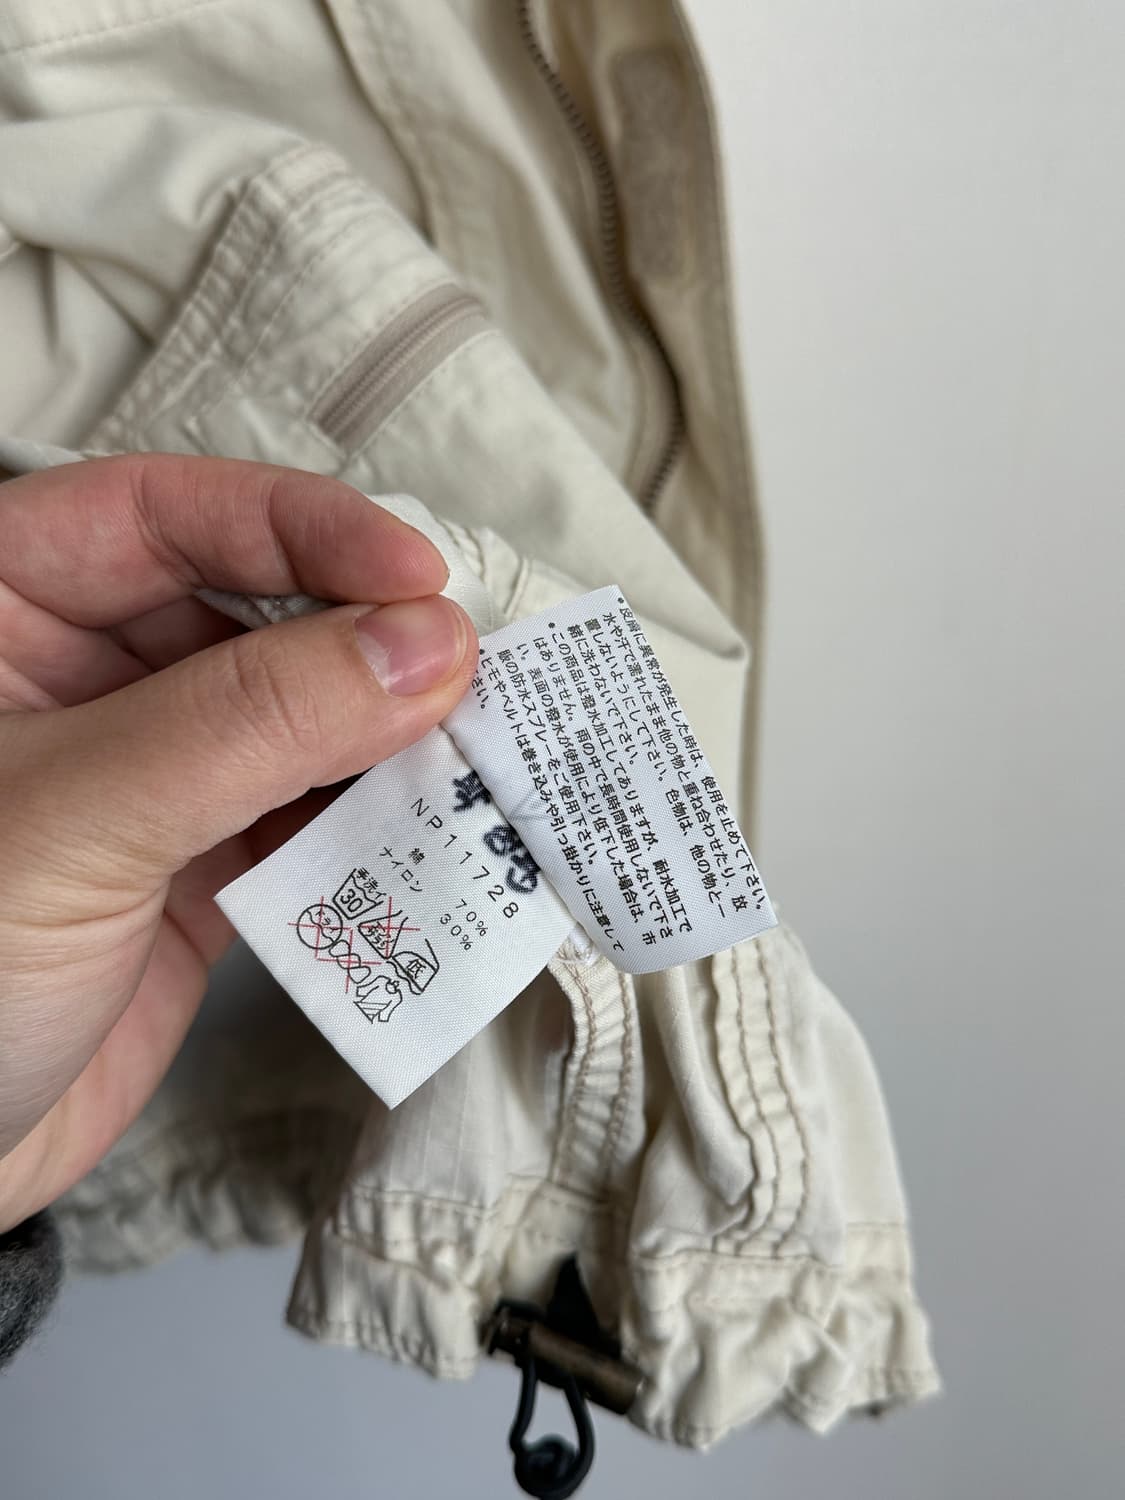 ・皮膚に異常が発生した時は、使用を止めて下さい。
水や汗で濡れたまま他の物と重ね合わせたり、放
置しないようにして下さい。色物は、他の物と一
緒に洗わないで下さい。
・この商品は撥水加工してありますが、耐水加工で
はありません。雨の中で長時間使用しないで下さ
い。表面の撥水が使用により低下した場合は、市
販の防水スプレーをご使用下さい。
・ヒモやベルトは巻き込みや引っ掛かりに注意して
さい。
NP11728
綿 70%
ナイロン 30%
手洗イ
30
低
ドライ